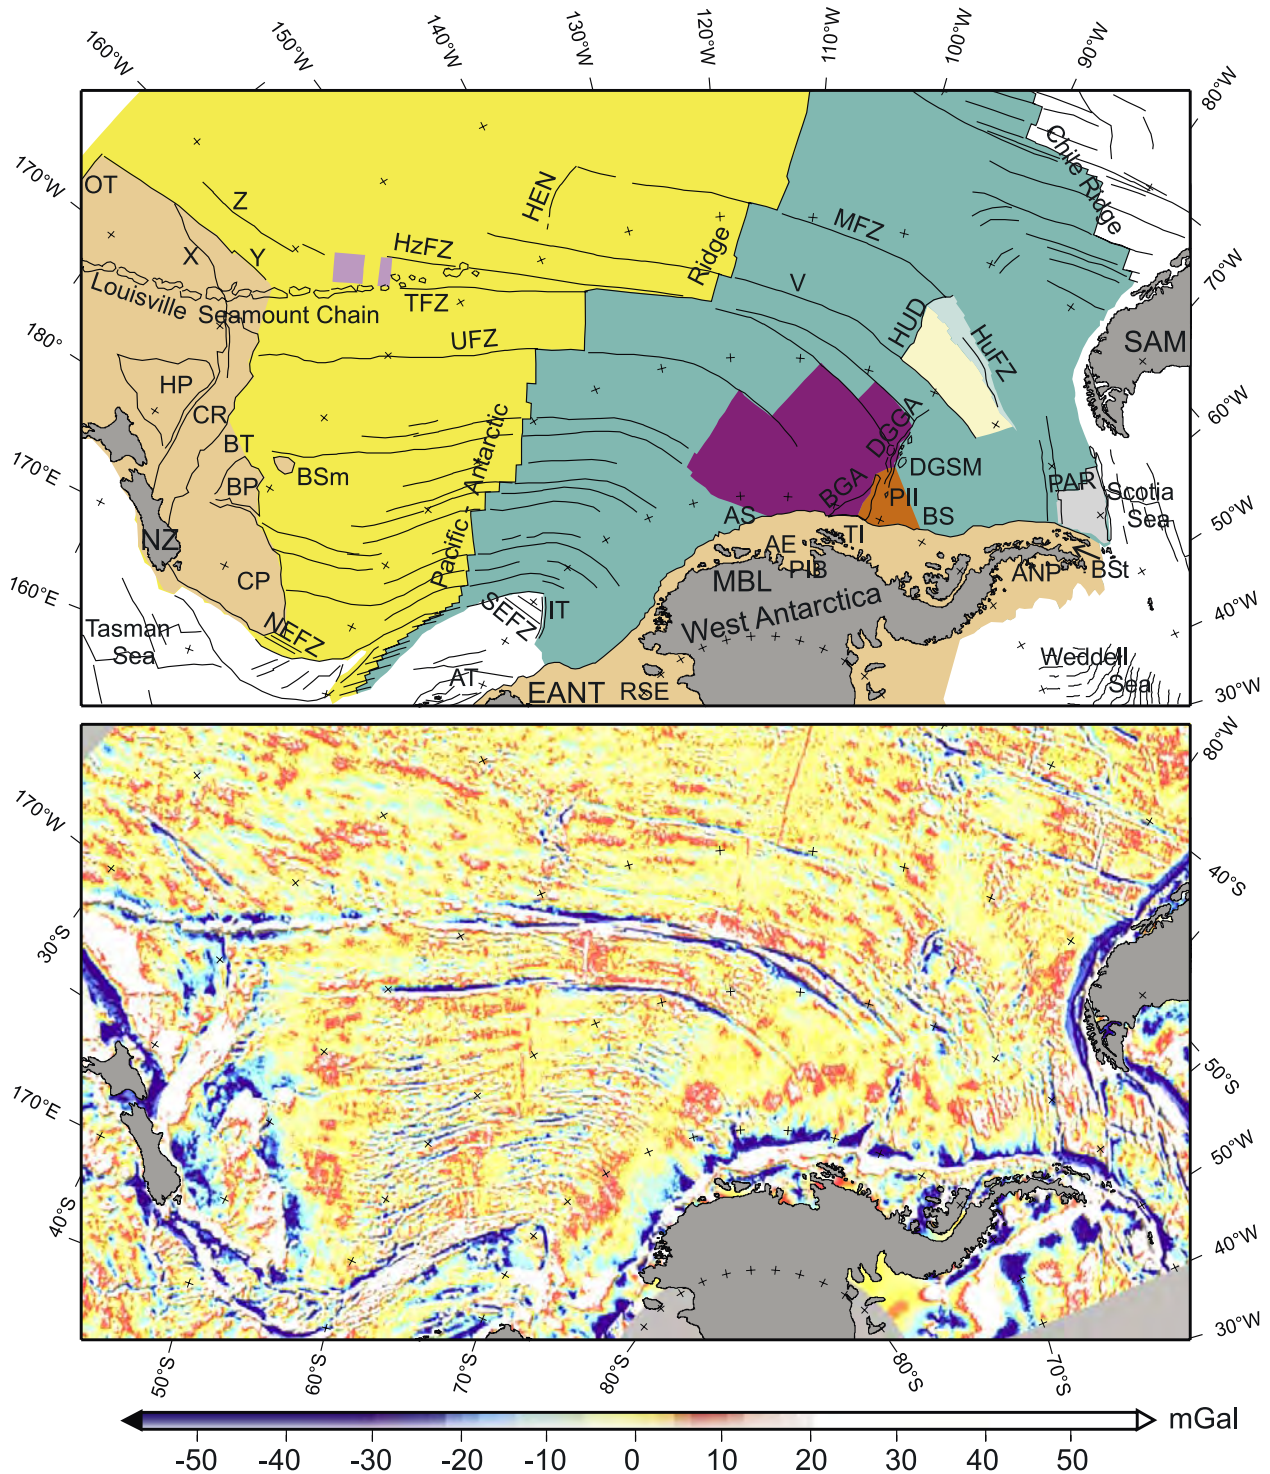 160°W
150°W
140°W
130°W
120°W
110°W
100°W
90°W
80°W
170°W
OT
Z
HEN
Chile Ridge
X
Y
HzFZ
Ridge
MFZ
V
70°W
Louisville
Seamount Chain
TFZ
180°
UFZ
HUD
HuFZ
SAM
HP
CR
60°W
BT
DGGA
170°E
BP
BSm
Pacific - Antarctic
BGA
DGSM
PII
PAR
Scotia
Sea
AS
BS
50°W
NZ
AE
TI
PIB
MBL
ANP
BSt
160°E
CP
SEFZ
IT
West Antarctica
40°W
Tasman
Sea
NEFZ
Weddell
Sea
AT
EANT
RSE
30°W
80°W
170°W
40°S
30°S
170°E
50°S
40°S
50°W
40°W
30°W
50°S
60°S
70°S
80°S
80°S
70°S
mGal
-50
-40
-30
-20
-10
0
10
20
30
40
50